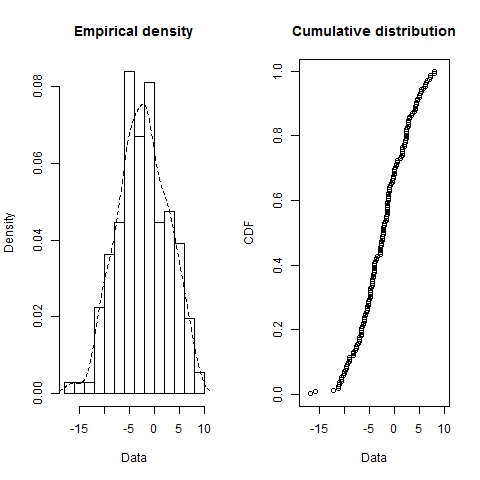 Empirical density
Density
0.00 0.02 0.04 0.06 0.08
-15 -5 0 5 10
Data
Cumulative distribution
CDF
0.0 0.2 0.4 0.6 0.8 1.0
-15 -5 0 5 10
Data